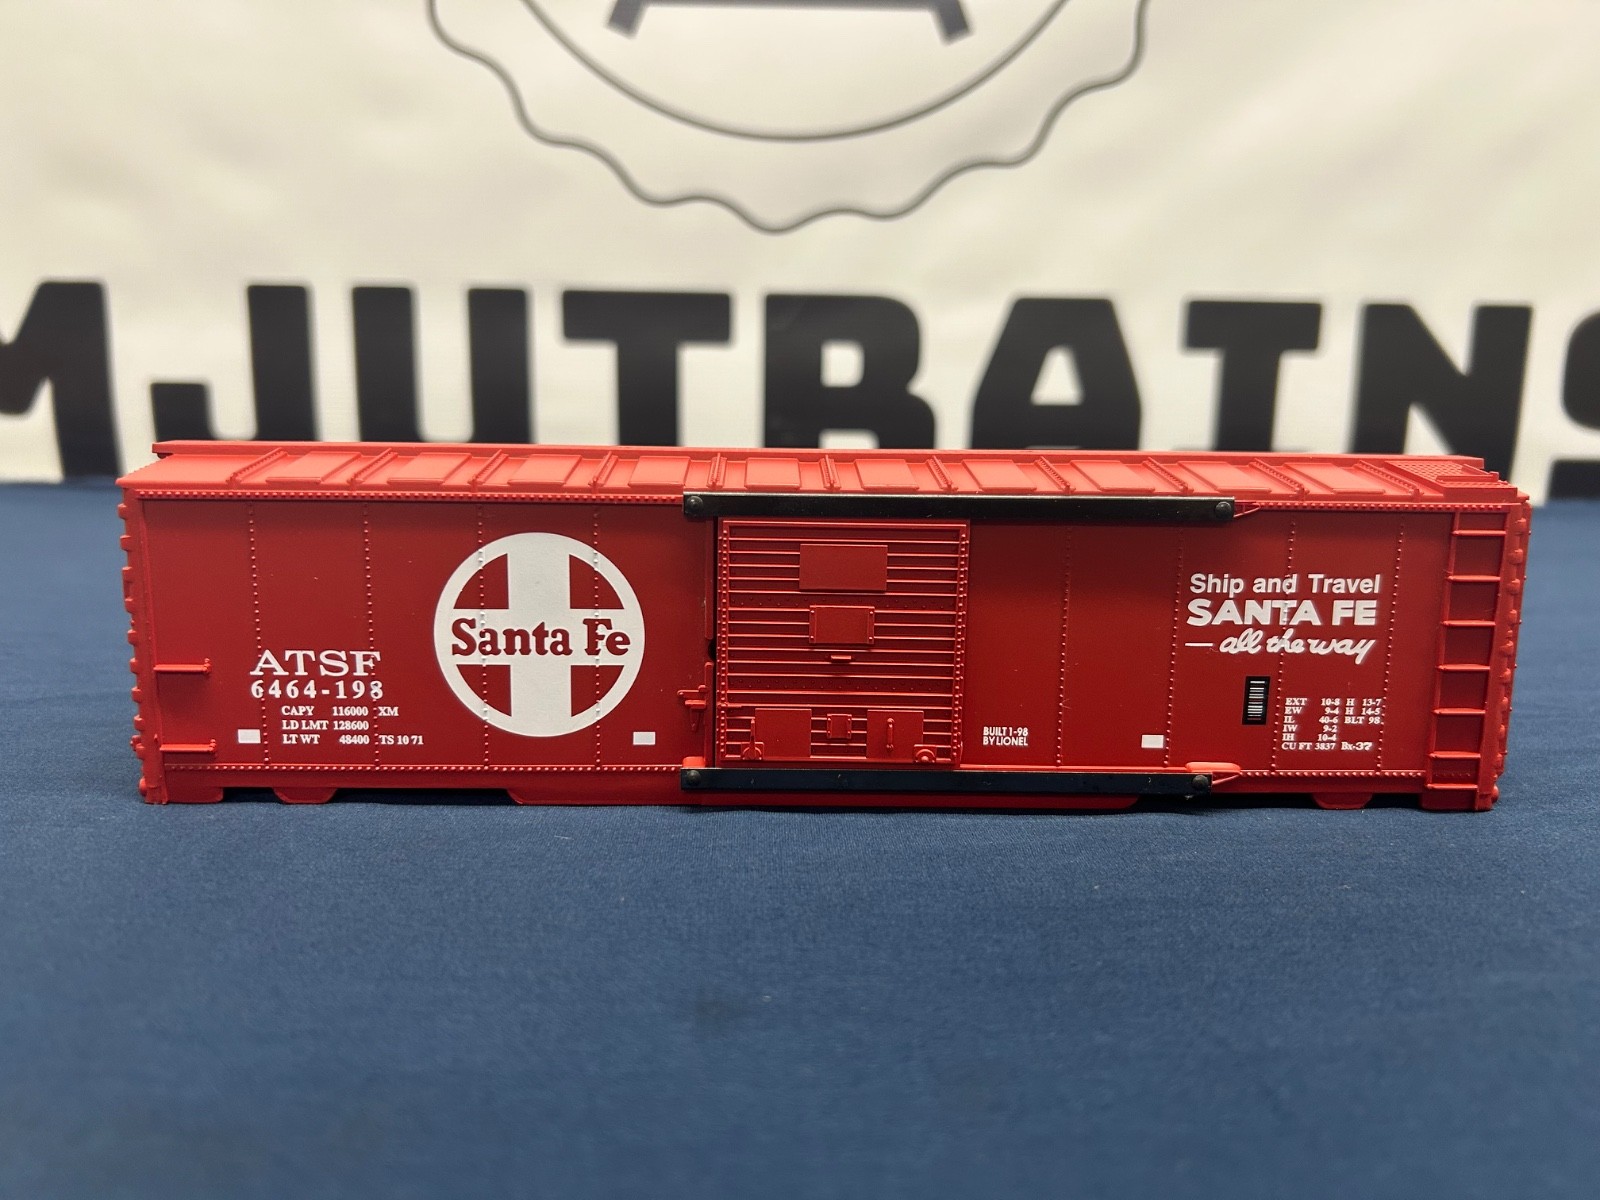 MJUTRAINS
Santa Fe
ATSF
6464-198
CAPY 116000 XM
LD LMT 128600
LT WT 48400 TS 10 71
BUILT 1-98
BY LIONEL
Ship and Travel
SANTA FE
— all the way
EXT 10-8 H 13-7
EW 9-4 H 14-5
IL 40-6 BLT 98
IW 9-2
IH 10-4
CU FT 3837 Bx-37